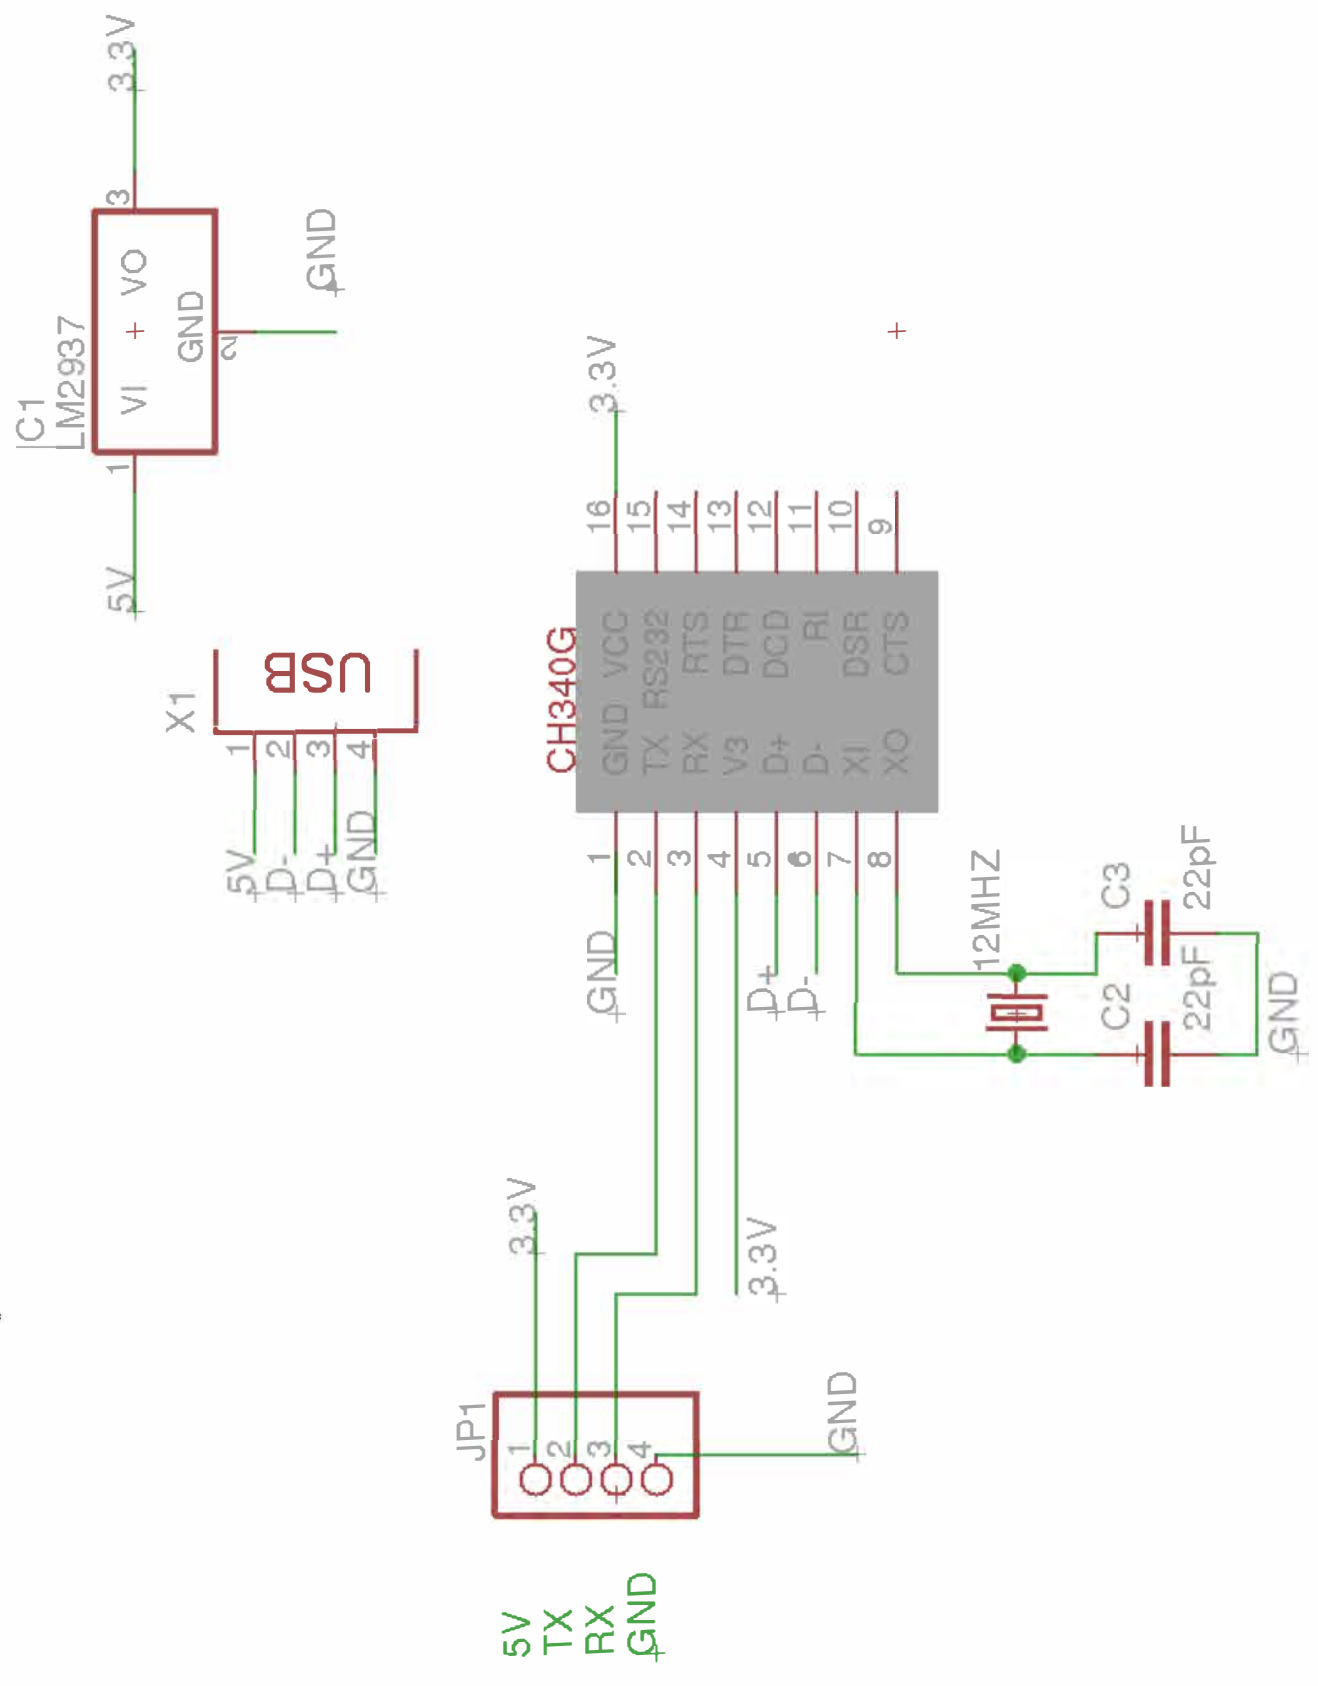 IC1
LM2937
5V
1
VI
VO
3
3.3V
GND
2
GND
X1
USB
5V
1
D-
2
D+
3
GND
4
CH340G
GND
1
GND
VCC
16
3.3V
2
TX
RS232
15
3
RX
RTS
14
4
V3
DTR
13
D+
5
D+
DCD
12
D-
6
D-
RI
11
7
XI
DSR
10
8
XO
CTS
9
12MHZ
C2
22pF
C3
22pF
GND
3.3V
3.3V
JP1
1
2
3
4
GND
5V
TX
RX
GND